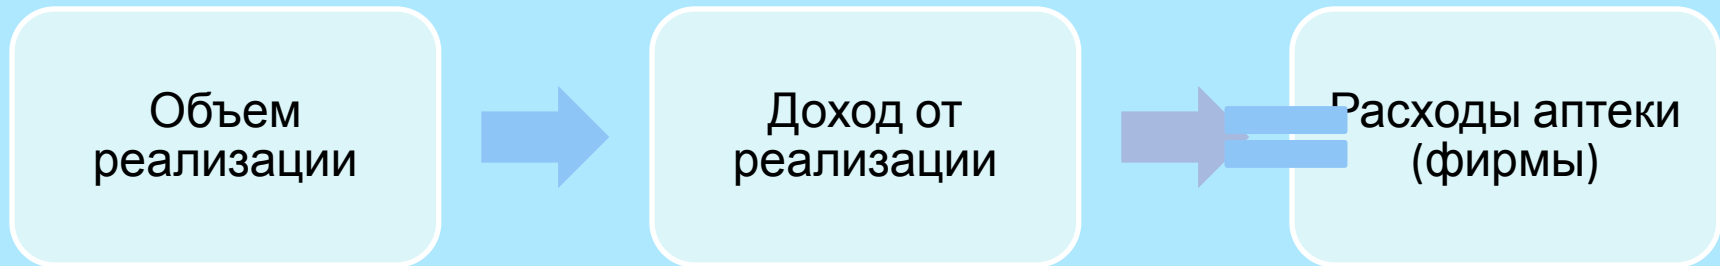 Объем
реализации
Доход от
реализации
Расходы аптеки
(фирмы)